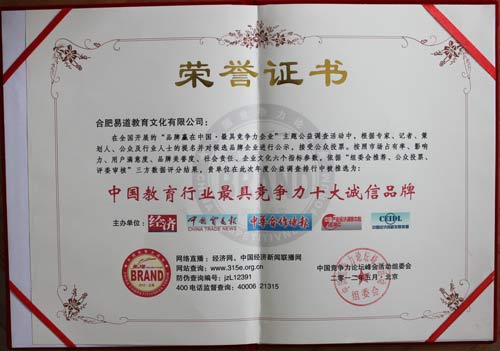 荣誉证书
合肥易道教育文化有限公司：
在全国开展的“品牌赢在中国·最具竞争力企业”主题公益调查活动中，根据专家、记者、策
划人、公众及行业人士的提名并对候选品牌企业进行公示，接受公众投票。按照市场占有率、影响
力、用户满意度、品牌美誉度、社会责任、企业文化六个指标参数，依据“组委会推荐、公众投票、
评委审核”三方数据评分结果，贵单位在此次年度公益调查排行中被推选为：
中国教育行业最具竞争力十大诚信品牌
主办单位：
经济
中国贸易报
CHINA TRADE NEWS
中华合作时报
CEIDL
BRAND
网络直播：经济网、中国经济新闻联播网
网站查询：www.315e.org.cn
防伪查询编号：jzL12391
400电话监督查询：40006 21315
中国竞争力论坛峰会活动组委会
二〇一二年五月·北京
组委会